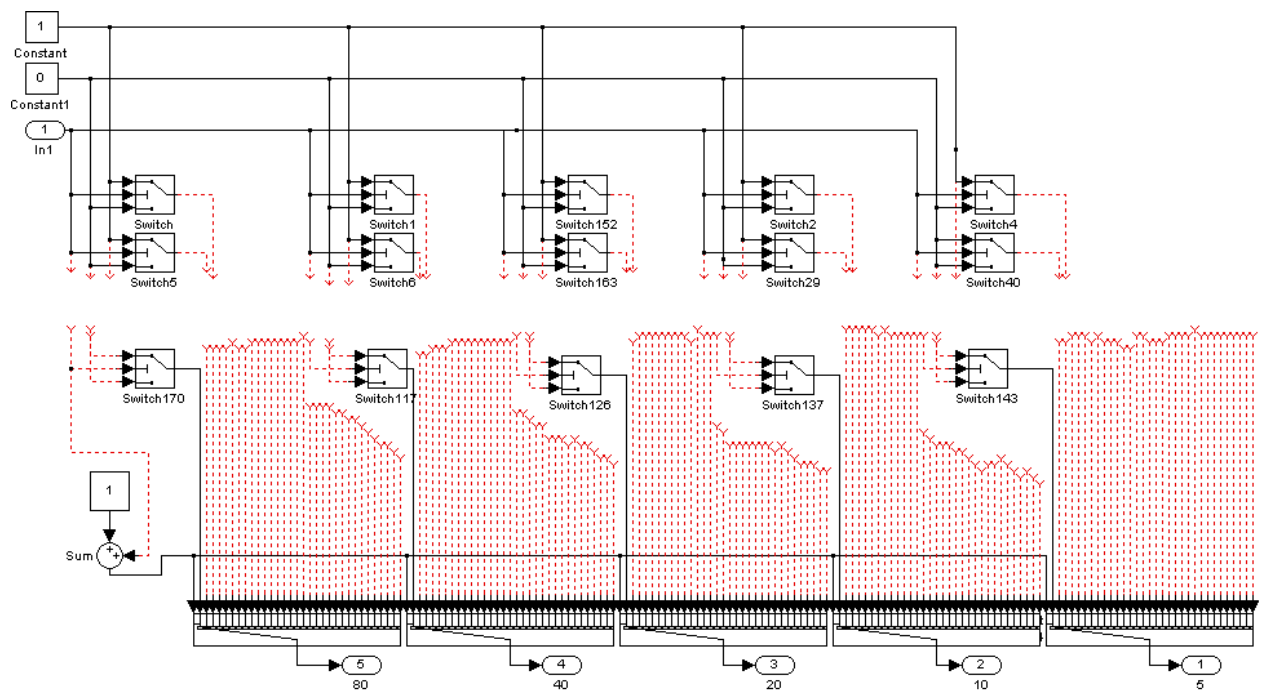 1
Constant
0
Constant1
1
In1
Switch
Switch1
Switch152
Switch2
Switch4
Switch5
Switch6
Switch163
Switch29
Switch40
Switch170
Switch117
Switch126
Switch137
Switch143
1
Sum
+
+
5
4
3
2
1
80
40
20
10
5